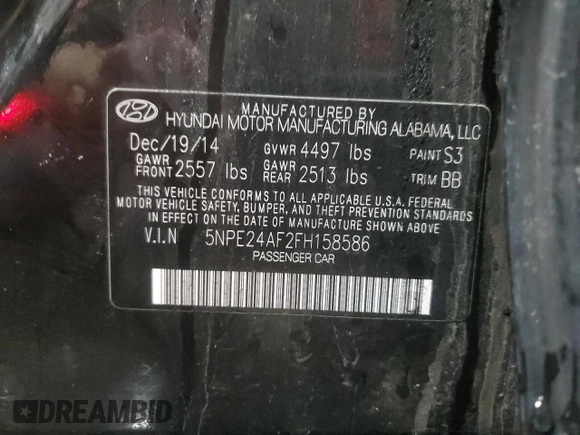 MANUFACTURED BY
HYUNDAI MOTOR MANUFACTURING ALABAMA, LLC
Dec/19/14 GVWR 4497 lbs PAINT S3
GAWR FRONT 2557 lbs GAWR REAR 2513 lbs TRIM BB
THIS VEHICLE CONFORMS TO ALL APPLICABLE U.S.A. FEDERAL
MOTOR VEHICLE SAFETY, BUMPER, AND THEFT PREVENTION STANDARDS
IN EFFECT ON THE DATE OF MANUFACTURE SHOWN ABOVE.
V.I.N 5NPE24AF2FH158586
PASSENGER CAR
DREAMBID